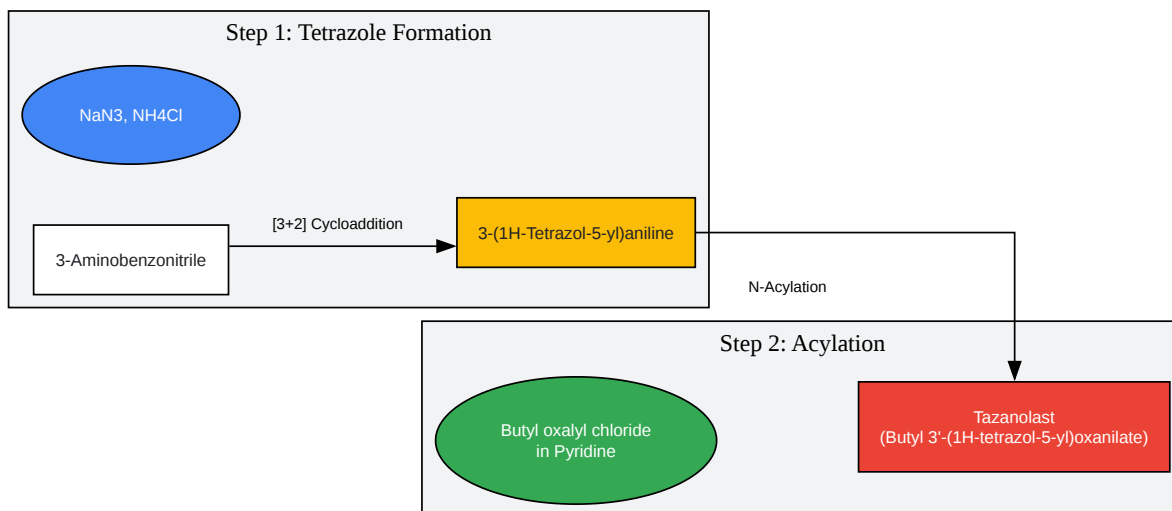 Step 1: Tetrazole Formation
NaN3, NH4Cl
3-Aminobenzonitrile
[3+2] Cycloaddition
3-(1H-Tetrazol-5-yl)aniline
N-Acylation
Step 2: Acylation
Butyl oxalyl chloride
in Pyridine
Tazanolast
(Butyl 3'-(1H-tetrazol-5-yl)oxanilate)